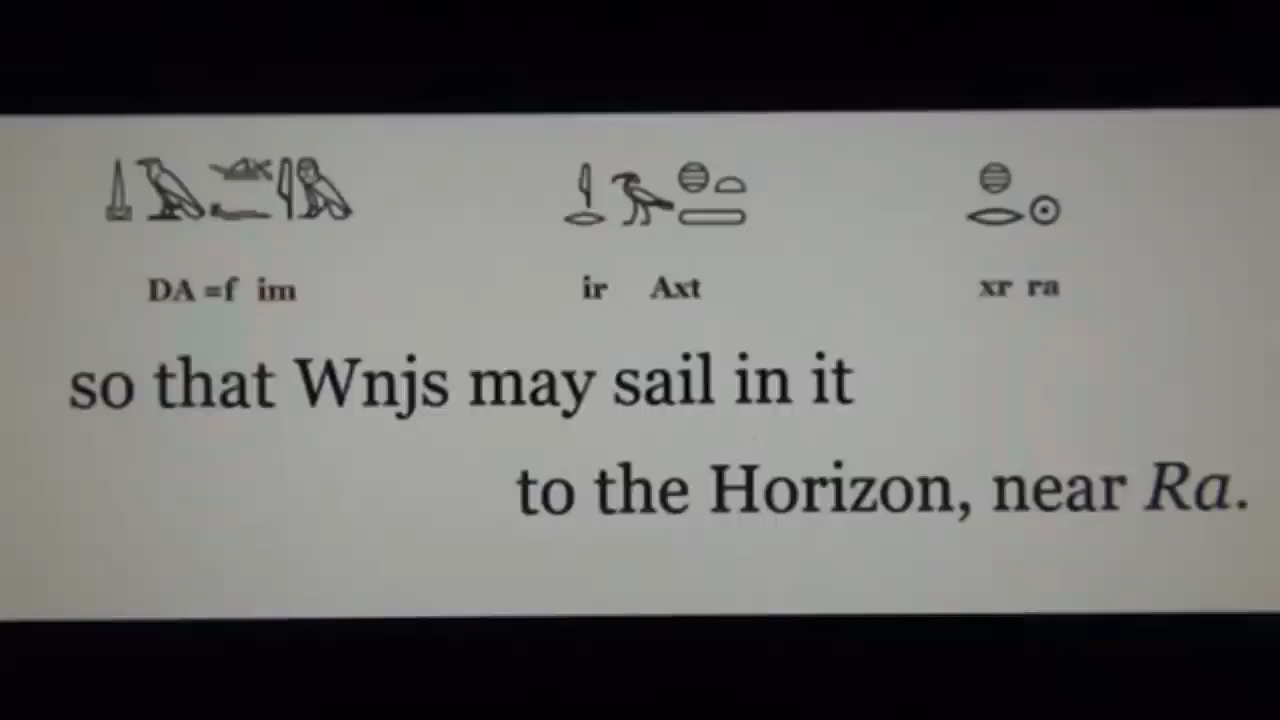 DA =f im ir Axt xr ra
so that Wnjs may sail in it
to the Horizon, near Ra.